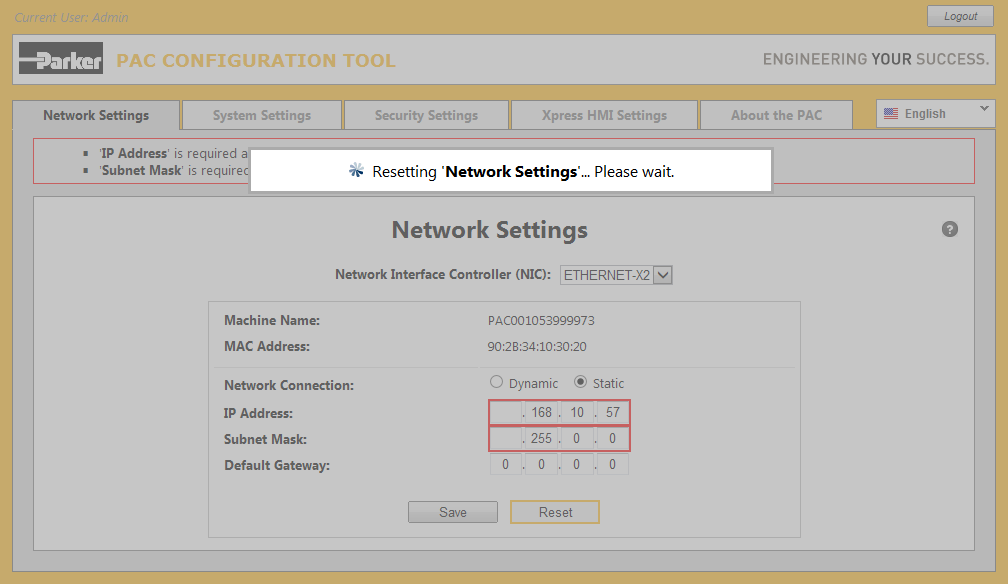 Current User: Admin
Logout
Parker
PAC CONFIGURATION TOOL
ENGINEERING YOUR SUCCESS.
Network Settings
System Settings
Security Settings
Xpress HMI Settings
About the PAC
English
'IP Address' is required a
'Subnet Mask' is required
Resetting 'Network Settings'... Please wait.
Network Settings
?
Network Interface Controller (NIC): ETHERNET-X2
Machine Name: PAC001053999973
MAC Address: 90:2B:34:10:30:20
Network Connection: Dynamic Static
IP Address: . 168 . 10 . 57
Subnet Mask: . 255 . 0 . 0
Default Gateway: 0 . 0 . 0 . 0
Save Reset